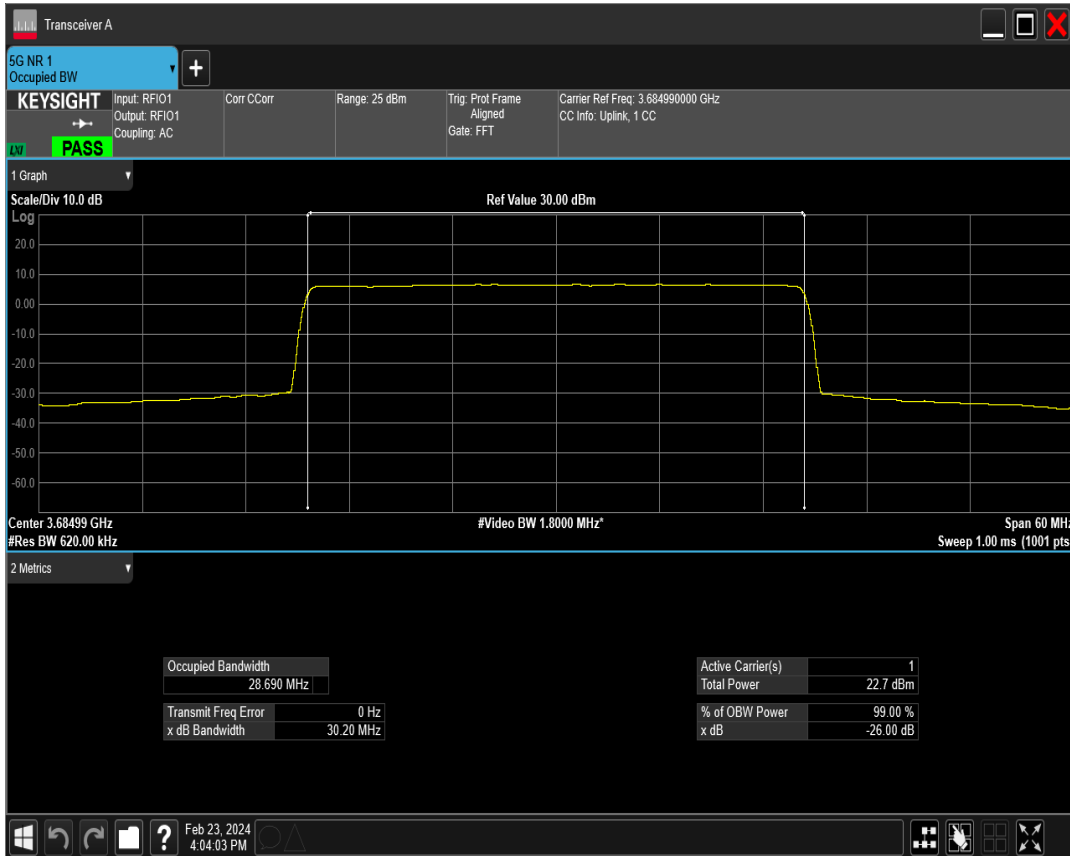 Transceiver A
5G NR 1
Occupied BW
KEYSIGHT
LXI
PASS
Input: RFIO1
Output: RFIO1
Coupling: AC
Corr CCorr
Range: 25 dBm
Trig: Prot Frame
Aligned
Gate: FFT
Carrier Ref Freq: 3.684990000 GHz
CC Info: Uplink, 1 CC
1 Graph
Scale/Div 10.0 dB
Ref Value 30.00 dBm
Log
20.0
10.0
0.00
-10.0
-20.0
-30.0
-40.0
-50.0
-60.0
Center 3.68499 GHz
#Video BW 1.8000 MHz*
Span 60 MHz
#Res BW 620.00 kHz
Sweep 1.00 ms (1001 pts
2 Metrics
Occupied Bandwidth
28.690 MHz
Transmit Freq Error 0 Hz
x dB Bandwidth 30.20 MHz
Active Carrier(s) 1
Total Power 22.7 dBm
% of OBW Power 99.00 %
x dB -26.00 dB
?
Feb 23, 2024
4:04:03 PM